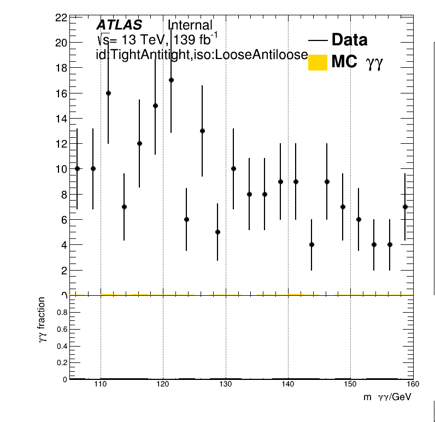 ATLAS Internal
√s= 13 TeV, 139 fb⁻¹
id:TightAntitight,iso:LooseAntiloose
Data
MC γγ
22
20
18
16
14
12
10
8
6
4
2
0
γγ fraction
0.8
0.6
0.4
0.2
0
110 120 130 140 150 160
m γγ/GeV